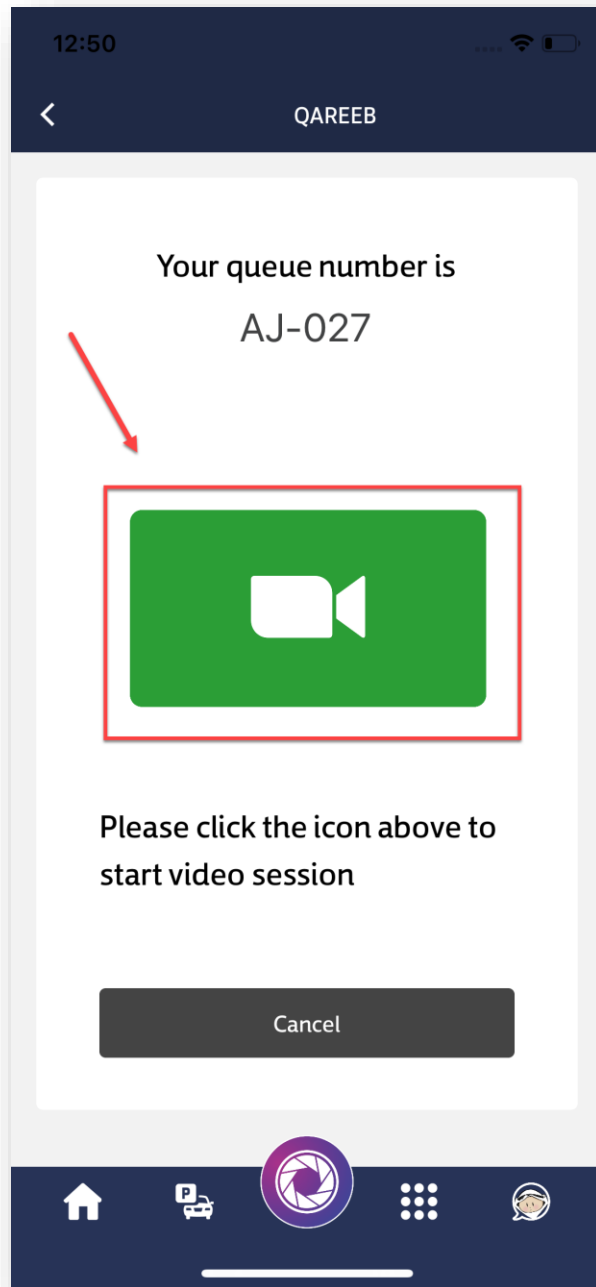 12:50
QAREEB
Your queue number is
AJ-027
Please click the icon above to
start video session
Cancel
P